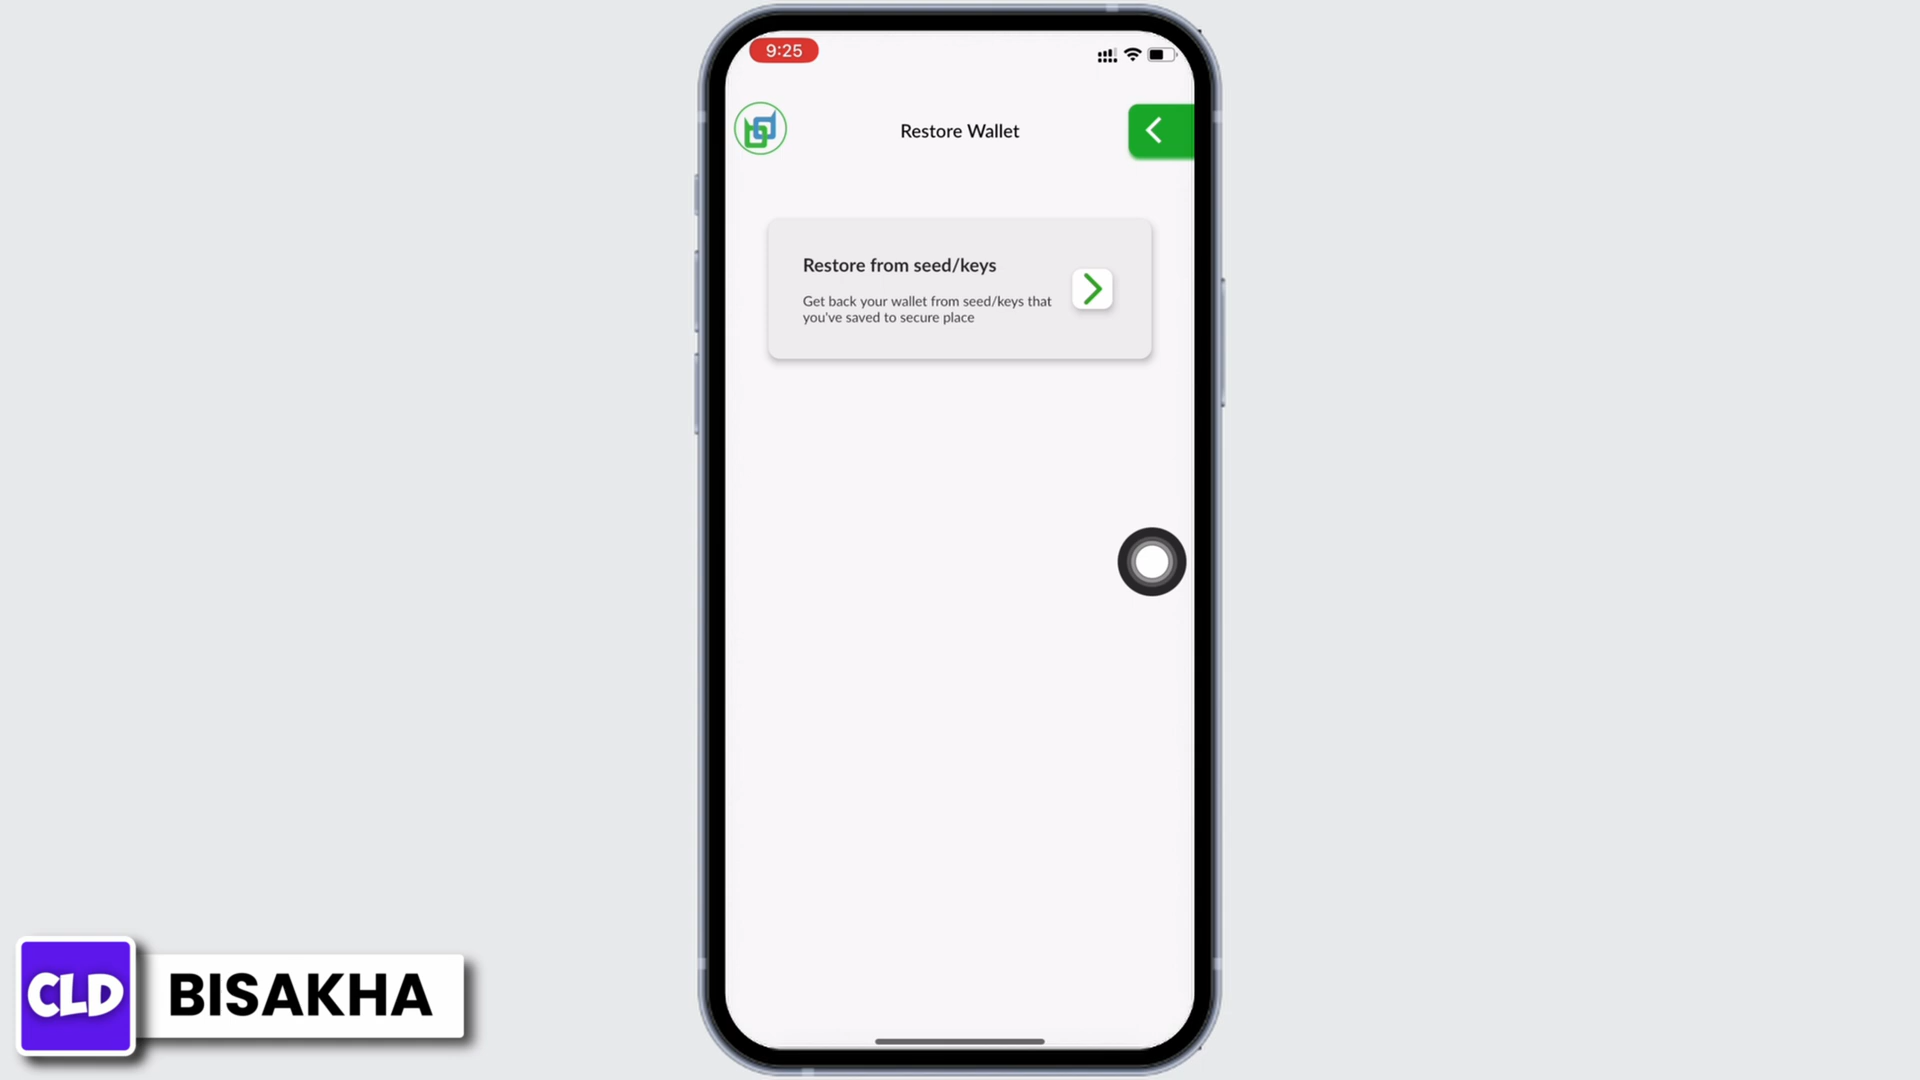 9:25
Restore Wallet
Restore from seed/keys
Get back your wallet from seed/keys that
you've saved to secure place
CLD
BISAKHA